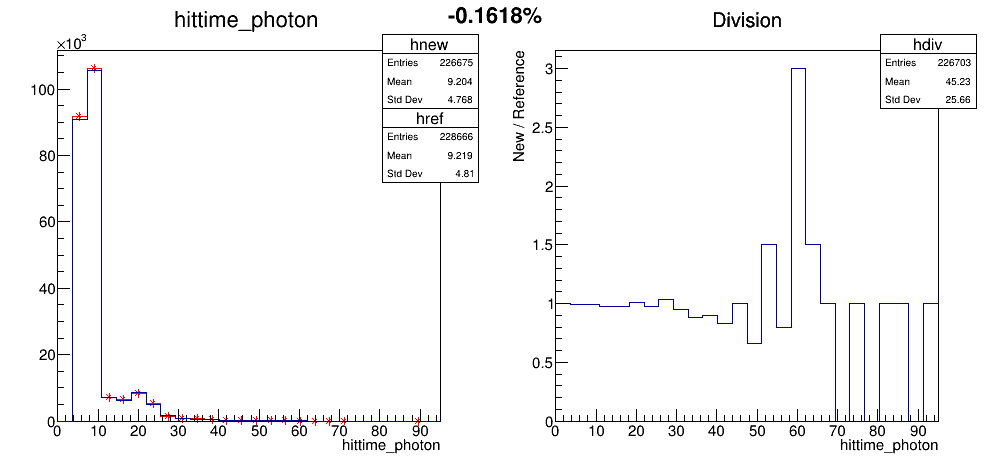 -0.1618%
hittime_photon
×10³
hnew
Entries 226675
Mean 9.204
Std Dev 4.768
href
Entries 228666
Mean 9.219
Std Dev 4.81
100
80
60
40
20
0
0 10 20 30 40 50 60 70 80 90
hittime_photon
Division
hdiv
Entries 226703
Mean 45.23
Std Dev 25.66
New / Reference
3
2.5
2
1.5
1
0.5
0
0 10 20 30 40 50 60 70 80 90
hittime_photon